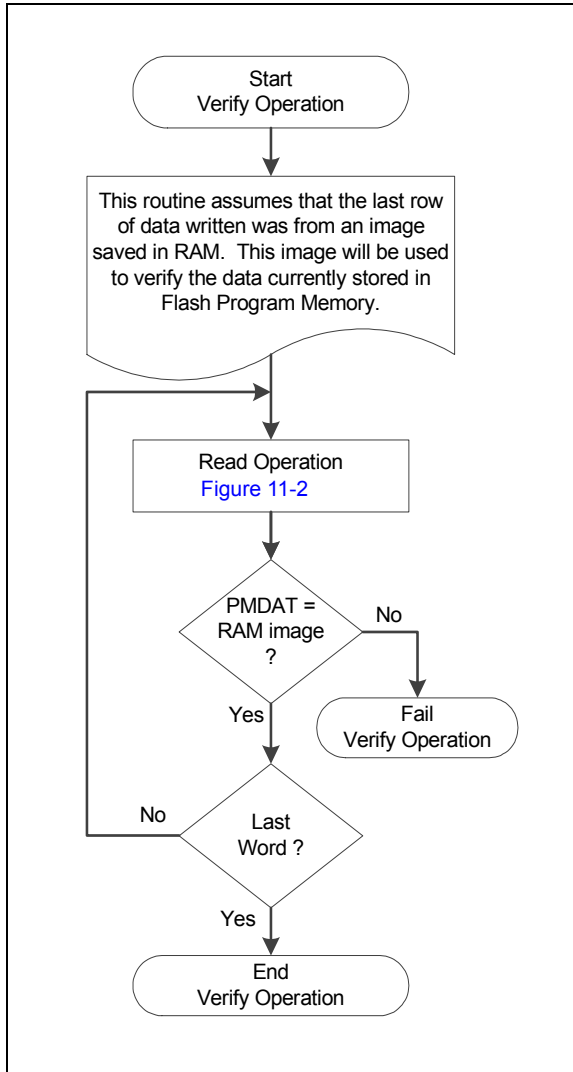 Start
Verify Operation
This routine assumes that the last row
of data written was from an image
saved in RAM. This image will be used
to verify the data currently stored in
Flash Program Memory.
Read Operation
Figure 11-2
PMDAT =
RAM image
?
No
Yes
Fail
Verify Operation
No
Last
Word ?
Yes
End
Verify Operation